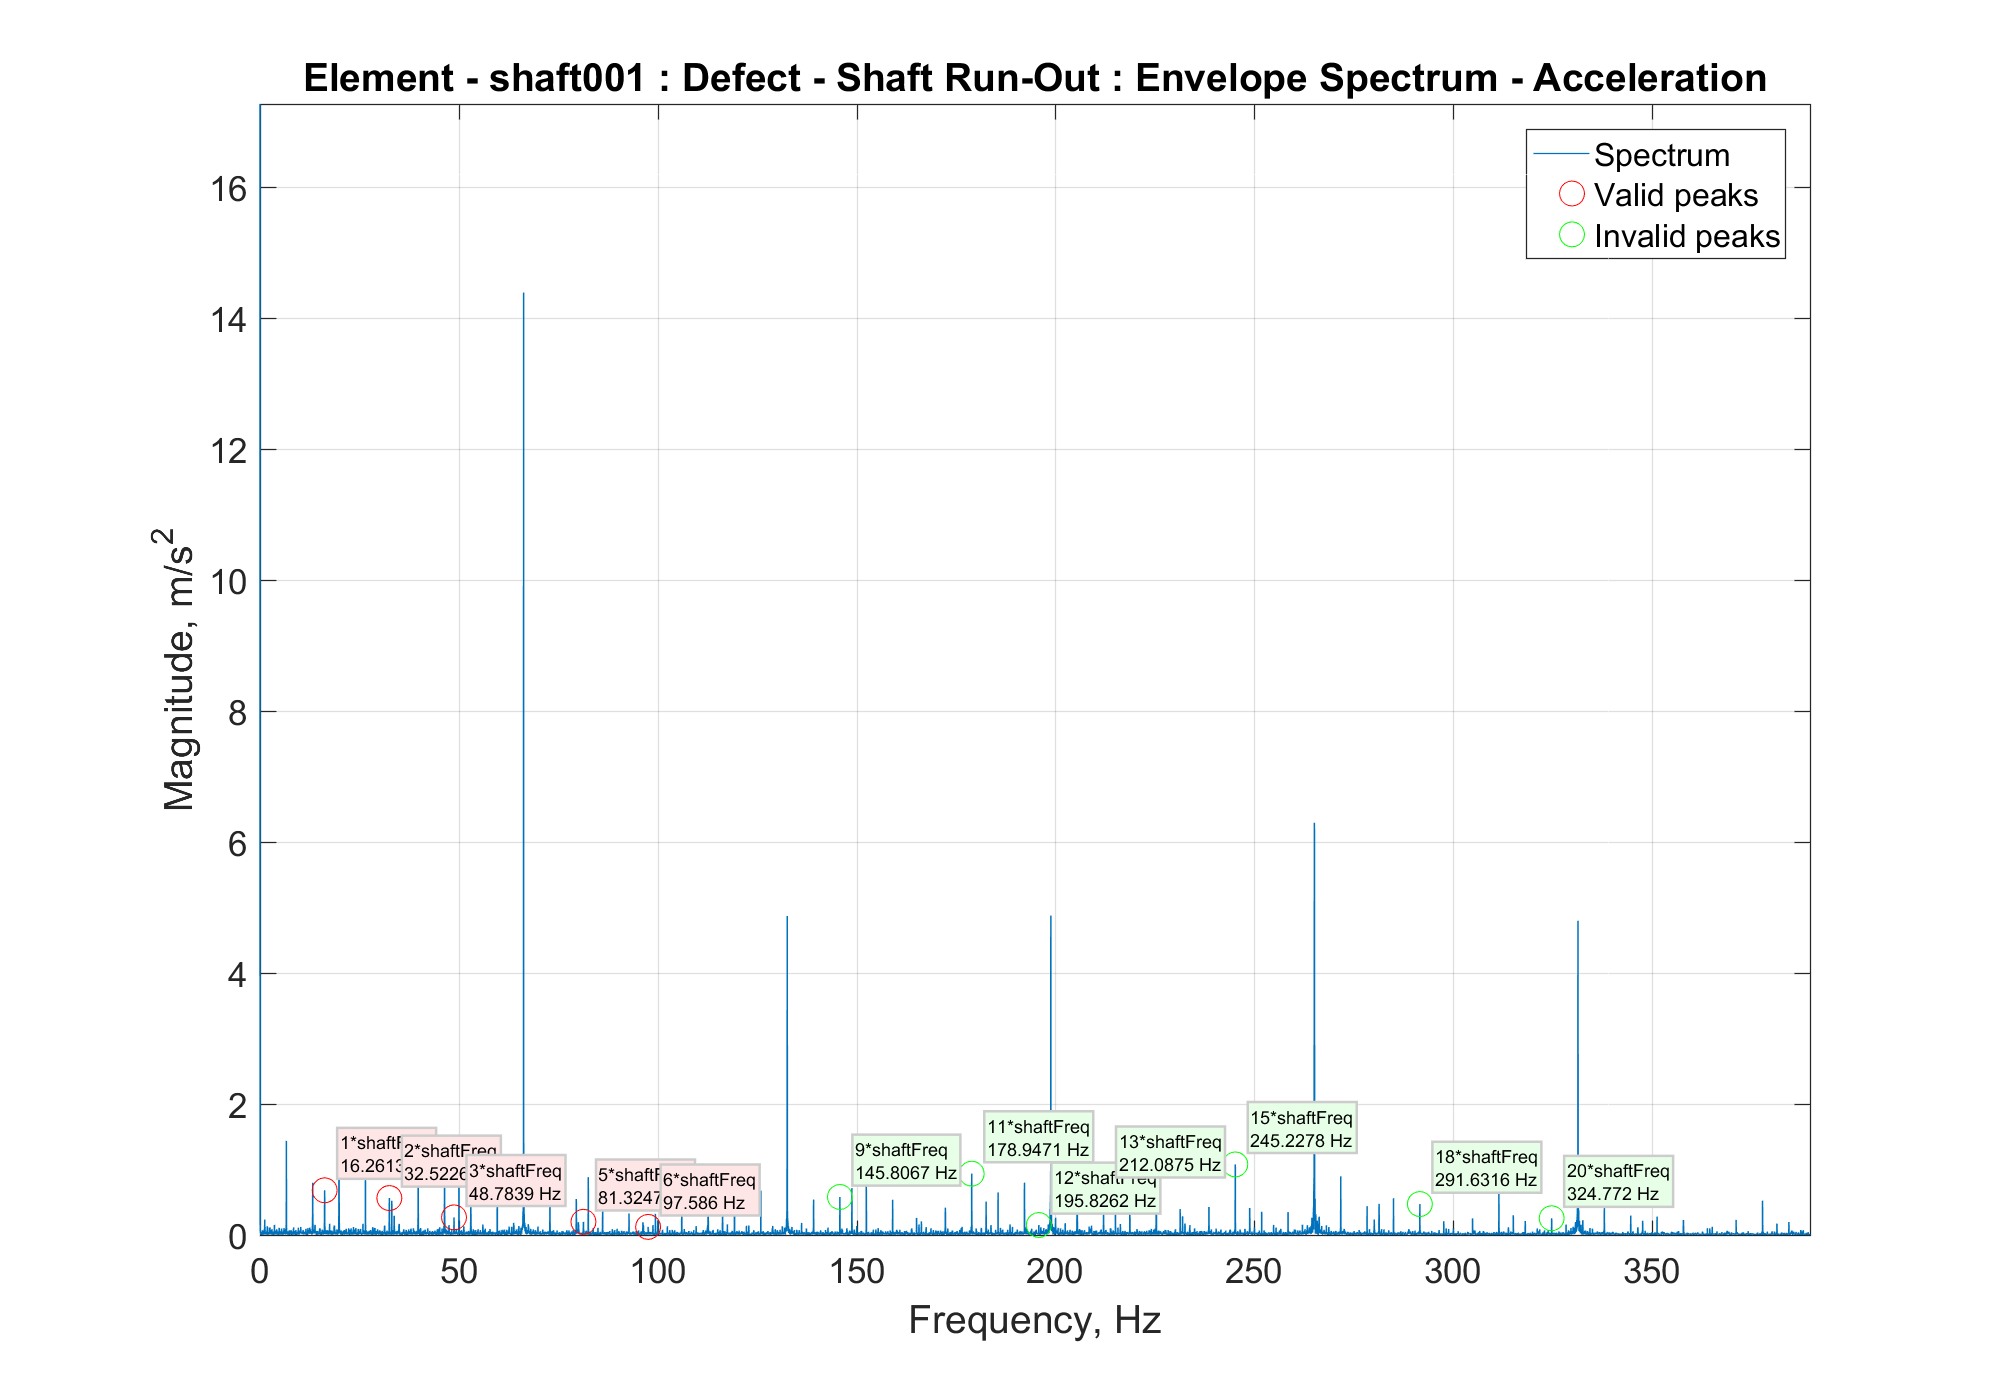 Element - shaft001 : Defect - Shaft Run-Out : Envelope Spectrum - Acceleration
Spectrum
Valid peaks
Invalid peaks
Magnitude, m/s2
16
14
12
10
8
6
4
2
0
1*shaftF
16.2613
2*shaftFreq
32.5226
3*shaftFreq
48.7839 Hz
5*shaftF
81.3247
6*shaftFreq
97.586 Hz
9*shaftFreq
145.8067 Hz
11*shaftFreq
178.9471 Hz
12*shaftFreq
195.8262 Hz
13*shaftFreq
212.0875 Hz
15*shaftFreq
245.2278 Hz
18*shaftFreq
291.6316 Hz
20*shaftFreq
324.772 Hz
0 50 100 150 200 250 300 350
Frequency, Hz